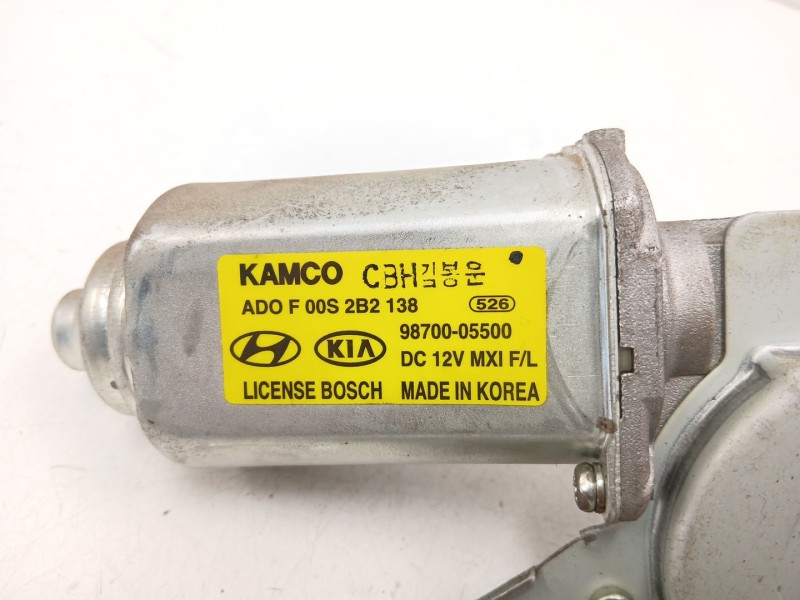 KAMCO CBH김봉운
ADO F 00S 2B2 138 526
98700-05500
KIA DC 12V MXI F/L
LICENSE BOSCH MADE IN KOREA